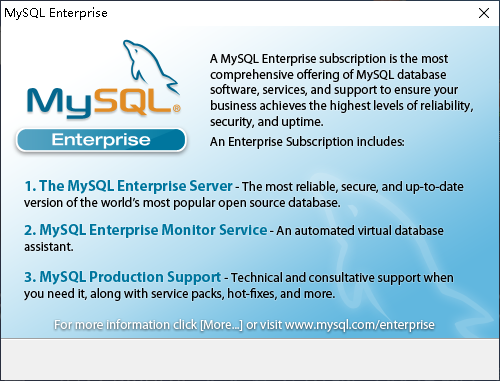 MySQL Enterprise
MySQL®
Enterprise
A MySQL Enterprise subscription is the most
comprehensive offering of MySQL database
software, services, and support to ensure your
business achieves the highest levels of reliability,
security, and uptime.
An Enterprise Subscription includes:
1. The MySQL Enterprise Server - The most reliable, secure, and up-to-date
version of the world's most popular open source database.
2. MySQL Enterprise Monitor Service - An automated virtual database
assistant.
3. MySQL Production Support - Technical and consultative support when
you need it, along with service packs, hot-fixes, and more.
For more information click [More...] or visit www.mysql.com/enterprise